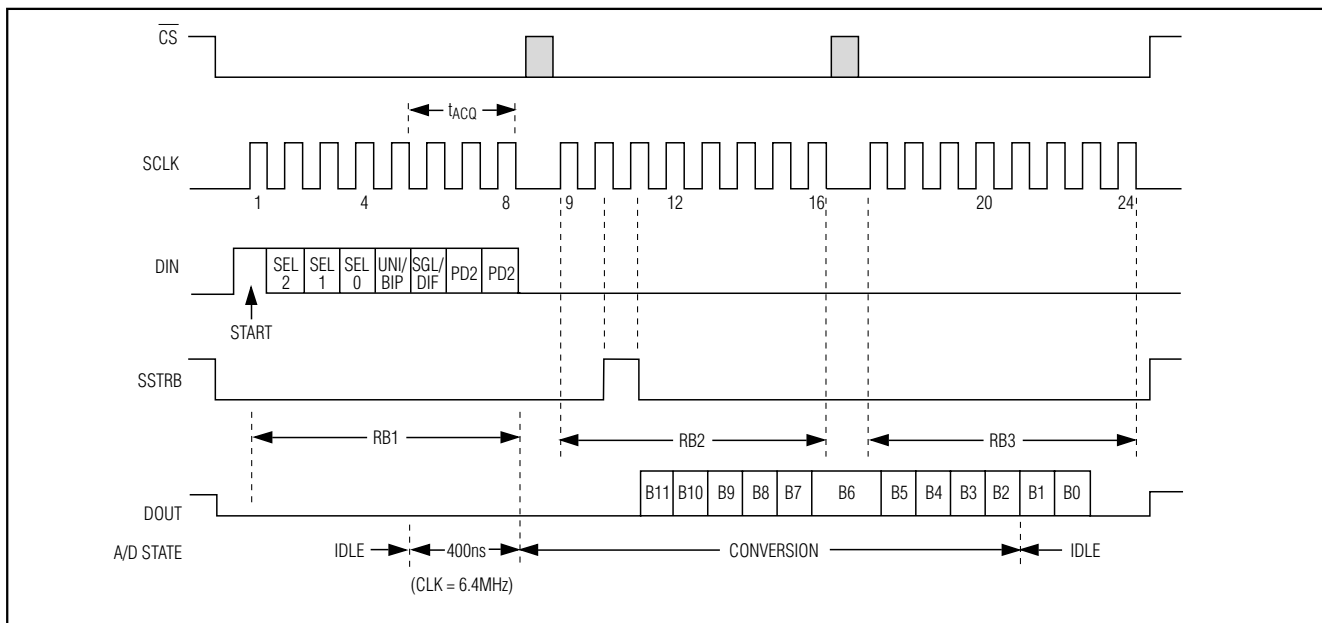 CS
tACQ
SCLK
1 4 8 9 12 16 20 24
DIN
SEL 2
SEL 1
SEL 0
UNI/ BIP
SGL/ DIF
PD2
PD2
START
SSTRB
RB1
RB2
RB3
DOUT
B11 B10 B9 B8 B7 B6 B5 B4 B3 B2 B1 B0
A/D STATE
IDLE
400ns
CONVERSION
IDLE
(CLK = 6.4MHz)